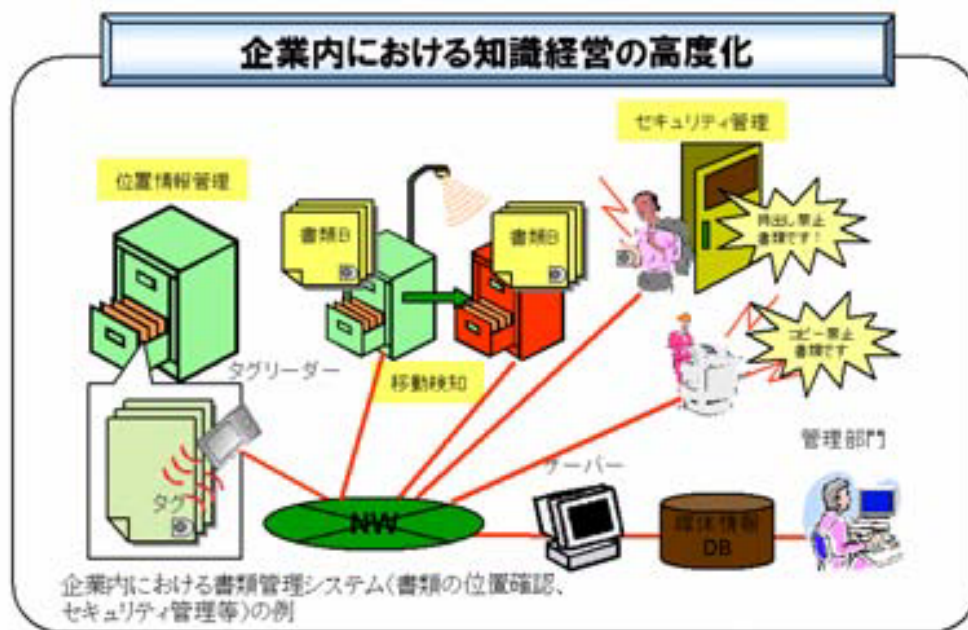 企業内における知識経営の高度化
セキュリティ管理
位置情報管理
持出し禁止
書類です！
書類B
書類B
コピー禁止
書類です
タグリーダー
移動検知
管理部門
サーバー
タグ
NW
媒体情報
DB
企業内における書類管理システム（書類の位置確認、
セキュリティ管理等）の例